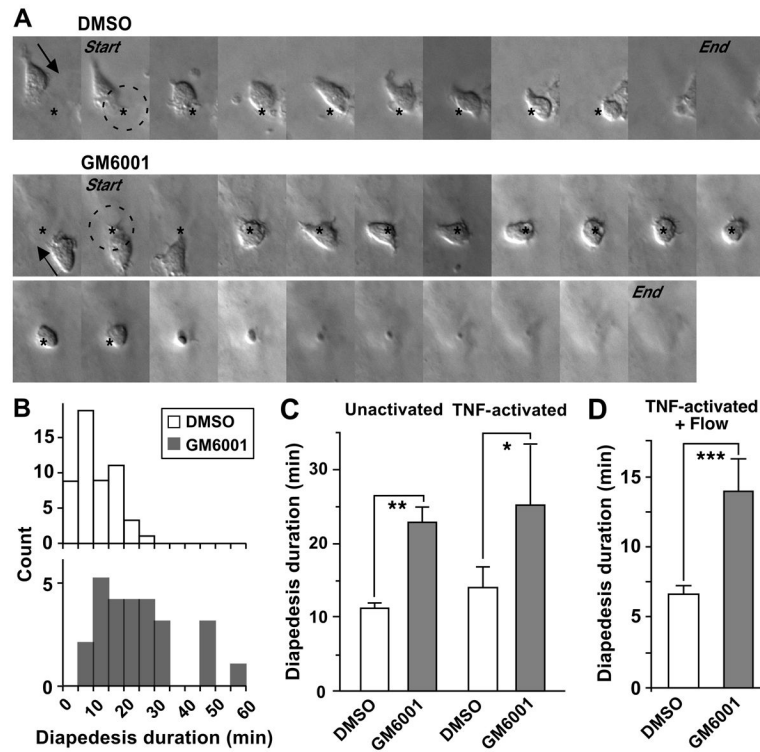 A
DMSO
Start
End
*
*
*
*
*
*
*
*
*
GM6001
Start
*
*
*
*
*
*
*
*
*
*
*
End
*
*
B
DMSO
GM6001
15
10
5
0
Count
5
0
0
10
20
30
40
50
60
Diapedesis duration (min)
C
Unactivated
TNF-activated
Diapedesis duration (min)
30
20
10
0
**
*
DMSO
GM6001
DMSO
GM6001
D
TNF-activated
+ Flow
Diapedesis duration (min)
15
10
5
0
***
DMSO
GM6001